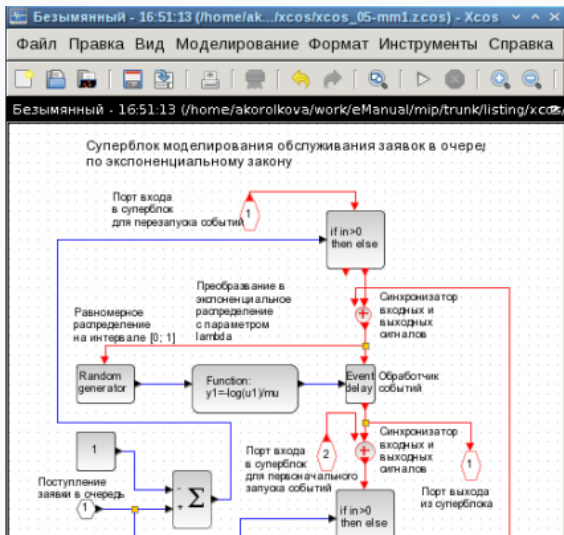 Безымянный - 16:51:13 (/home/ak.../xcos/xcos_05-mm1.zcos) - Xcos
Файл Правка Вид Моделирование Формат Инструменты Справка
Безымянный - 16:51:13 (/home/akorolkova/work/eManual/mip/trunk/listing/xcos/
Суперблок моделирования обслуживания заявок в очеред
по экспоненциальному закону
Порт входа
в суперблок
для перезапуска событий
1
if in>0
then else
Преобразвание в
экспоненциальное
распределение
с параметром
lambda
Синхронизатор
входных и
выходных
сигналов
Равномерное
распределение
на интервале [0; 1]
Random
generator
Function:
y1=-log(u1)/mu
Event
delay
Обработчик
событий
1
Порт входа
в суперблок
для первоначального
запуска событий
2
Синхронизатор
входных и
выходных
сигналов
1
Порт выхода
из суперблока
Поступление
заявки в очередь
1
-
+
Σ
if in>0
then else